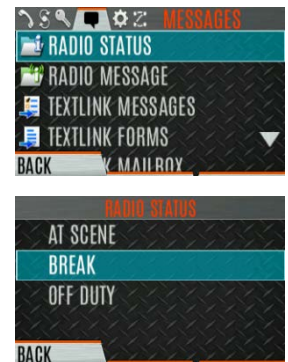 MESSAGES
RADIO STATUS
RADIO MESSAGE
TEXTLINK MESSAGES
TEXTLINK FORMS
BACK K MAILBOX
RADIO STATUS
AT SCENE
BREAK
OFF DUTY
BACK